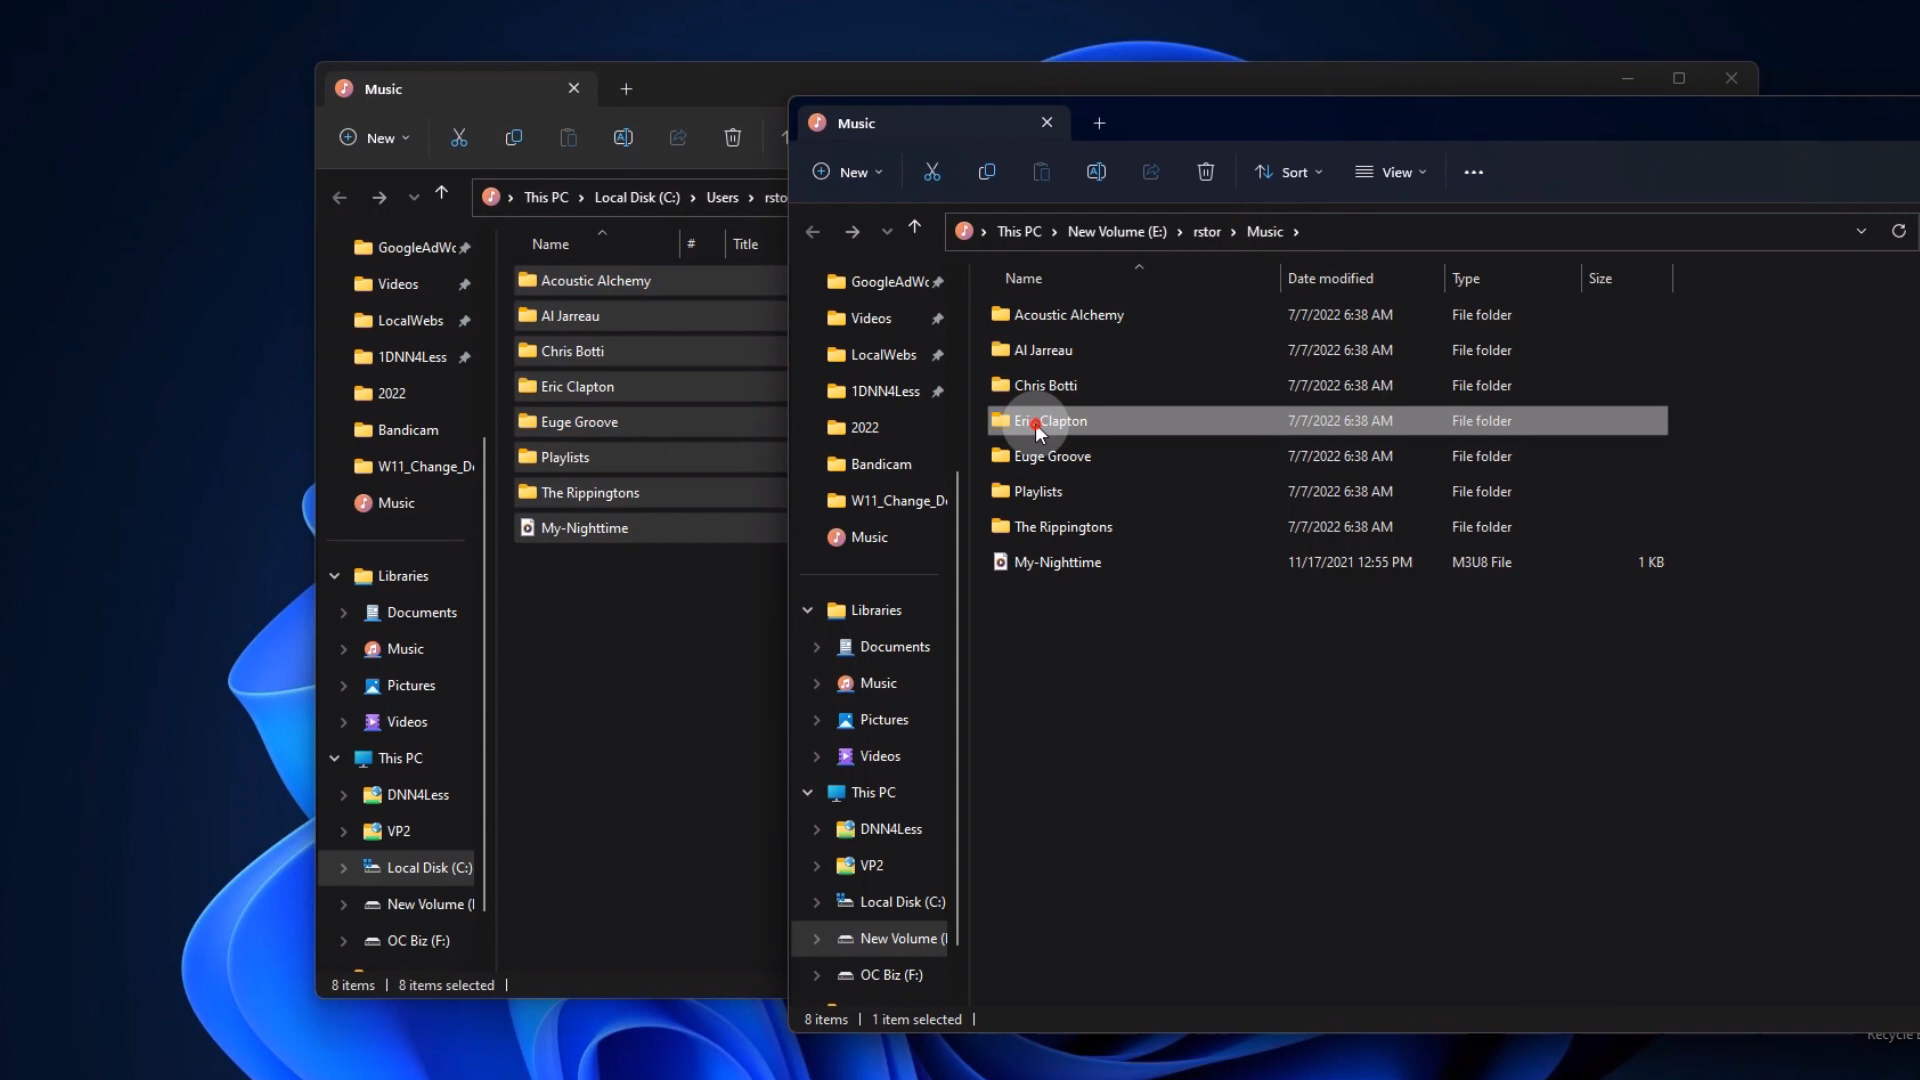 Music
New
This PC > Local Disk (C:) > Users > rsto
GoogleAdWc
Videos
LocalWebs
1DNN4Less
2022
Bandicam
W11_Change_D
Music
Libraries
Documents
Music
Pictures
Videos
This PC
DNN4Less
VP2
Local Disk (C:)
New Volume (
OC Biz (F:)
Name # Title
Acoustic Alchemy
Al Jarreau
Chris Botti
Eric Clapton
Euge Groove
Playlists
The Rippingtons
My-Nighttime
8 items | 8 items selected |
Music
New Sort View
This PC > New Volume (E:) > rstor > Music >
GoogleAdWc
Videos
LocalWebs
1DNN4Less
2022
Bandicam
W11_Change_D
Music
Libraries
Documents
Music
Pictures
Videos
This PC
DNN4Less
VP2
Local Disk (C:)
New Volume (
OC Biz (F:)
Name Date modified Type Size
Acoustic Alchemy 7/7/2022 6:38 AM File folder
Al Jarreau 7/7/2022 6:38 AM File folder
Chris Botti 7/7/2022 6:38 AM File folder
Eric Clapton 7/7/2022 6:38 AM File folder
Euge Groove 7/7/2022 6:38 AM File folder
Playlists 7/7/2022 6:38 AM File folder
The Rippingtons 7/7/2022 6:38 AM File folder
My-Nighttime 11/17/2021 12:55 PM M3U8 File 1 KB
8 items | 1 item selected |
Recycle